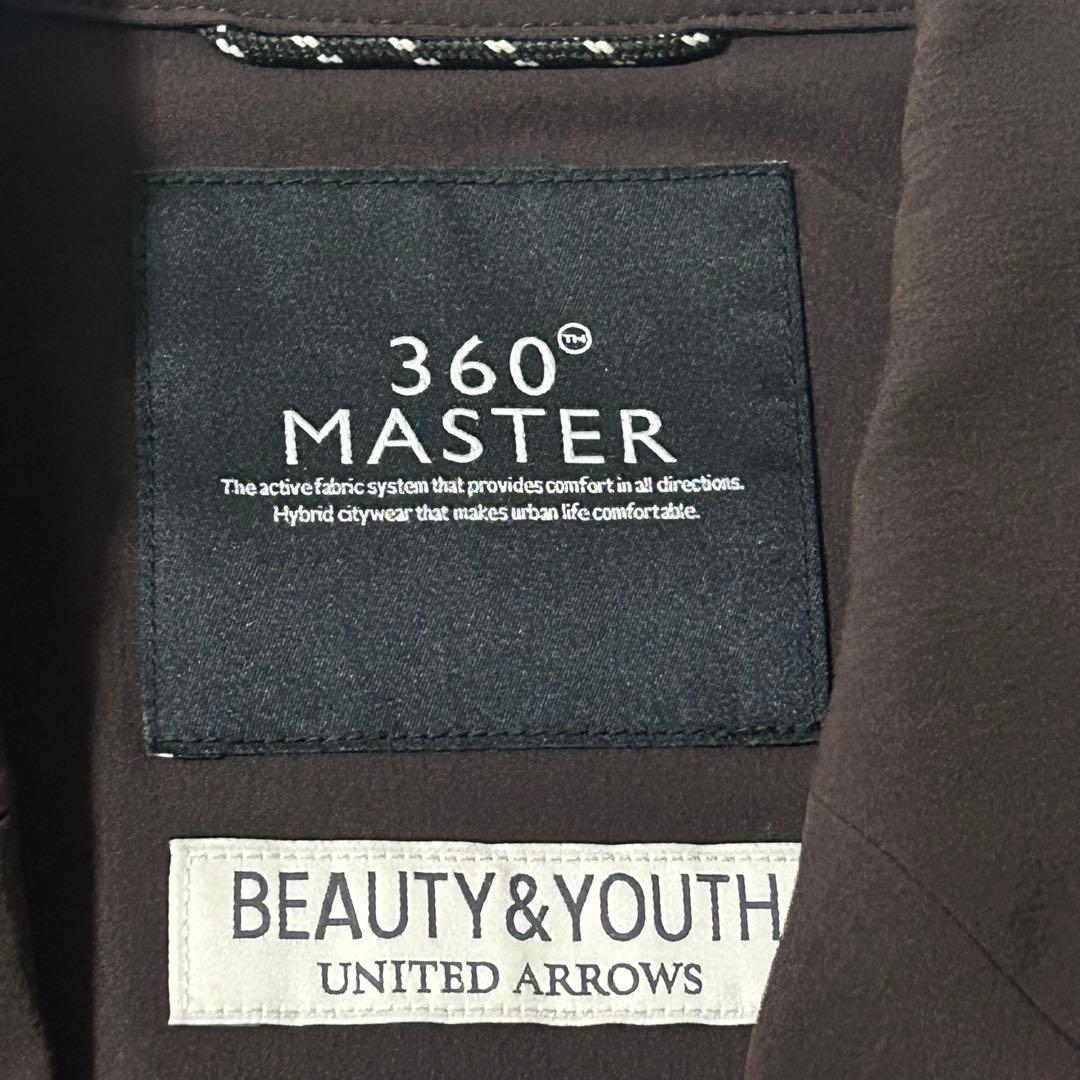 360°™
MASTER
The active fabric system that provides comfort in all directions.
Hybrid citywear that makes urban life comfortable.
BEAUTY&YOUTH
UNITED ARROWS